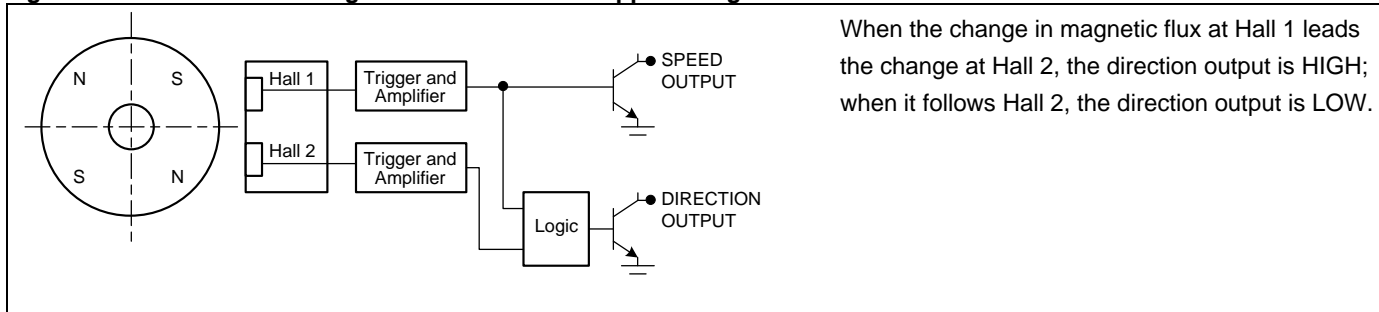 When the change in magnetic flux at Hall 1 leads
the change at Hall 2, the direction output is HIGH;
when it follows Hall 2, the direction output is LOW.
N
S
S
N
Hall 1
Hall 2
Trigger and
Amplifier
Trigger and
Amplifier
Logic
SPEED
OUTPUT
DIRECTION
OUTPUT